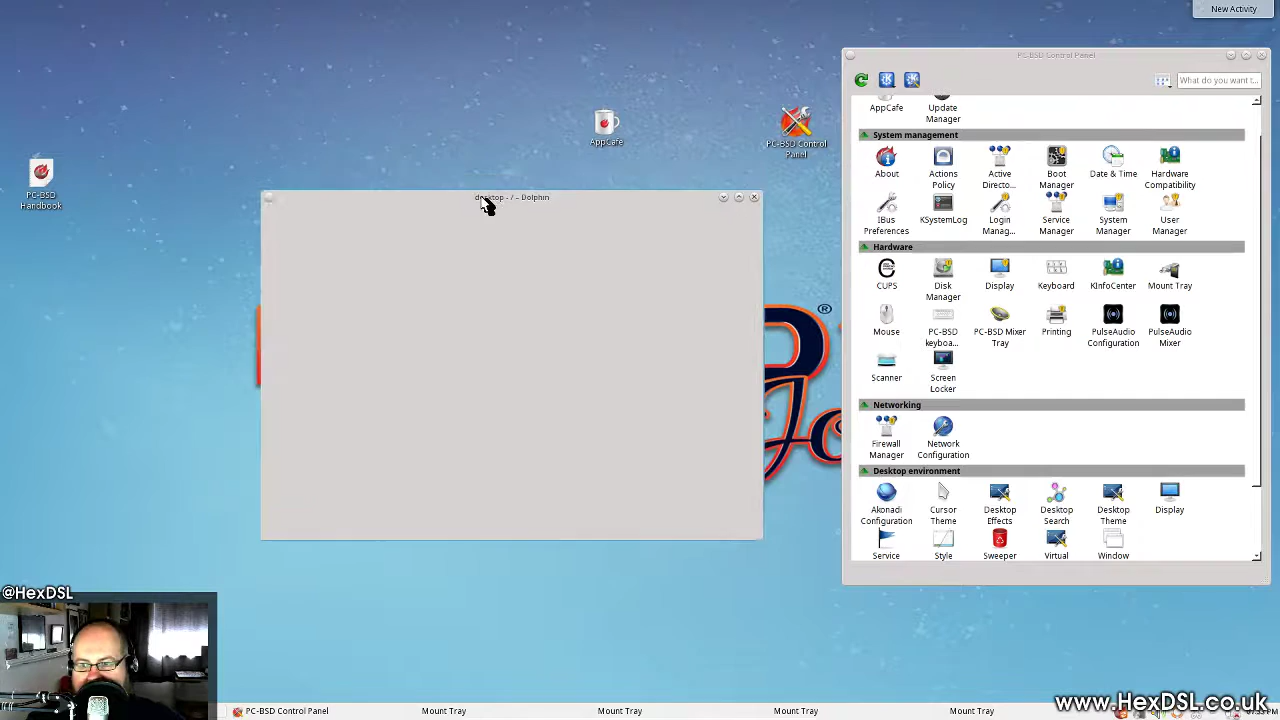 New Activity
PC-BSD Control Panel
What do you want t...
AppCafe
Update Manager
System management
About
Actions Policy
Active Directo...
Boot Manager
Date & Time
Hardware Compatibility
IBus Preferences
KSystemLog
Login Manag...
Service Manager
System Manager
User Manager
Hardware
CUPS
Disk Manager
Display
Keyboard
KInfoCenter
Mount Tray
Mouse
PC-BSD keyboa...
PC-BSD Mixer Tray
Printing
PulseAudio Configuration
PulseAudio Mixer
Scanner
Screen Locker
Networking
Firewall Manager
Network Configuration
Desktop environment
Akonadi Configuration
Cursor Theme
Desktop Effects
Desktop Search
Desktop Theme
Display
Service
Style
Sweeper
Virtual
Window
AppCafe
PC-BSD Control Panel
PC-BSD Handbook
desktop - / - Dolphin
®
@HexDSL
PC-BSD Control Panel
Mount Tray
Mount Tray
Mount Tray
Mount Tray
www.HexDSL.co.uk